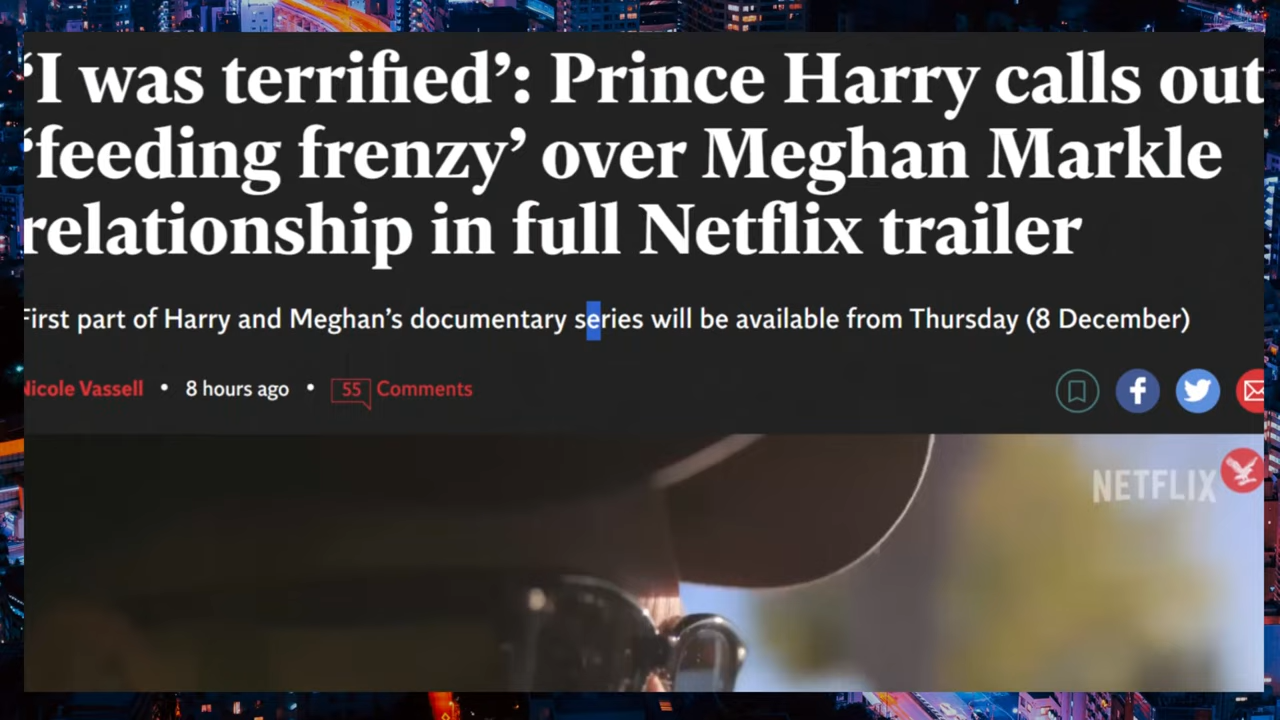 ‘I was terrified’: Prince Harry calls out
‘feeding frenzy’ over Meghan Markle
relationship in full Netflix trailer
First part of Harry and Meghan’s documentary series will be available from Thursday (8 December)
Nicole Vassell • 8 hours ago • 55 Comments
NETFLIX